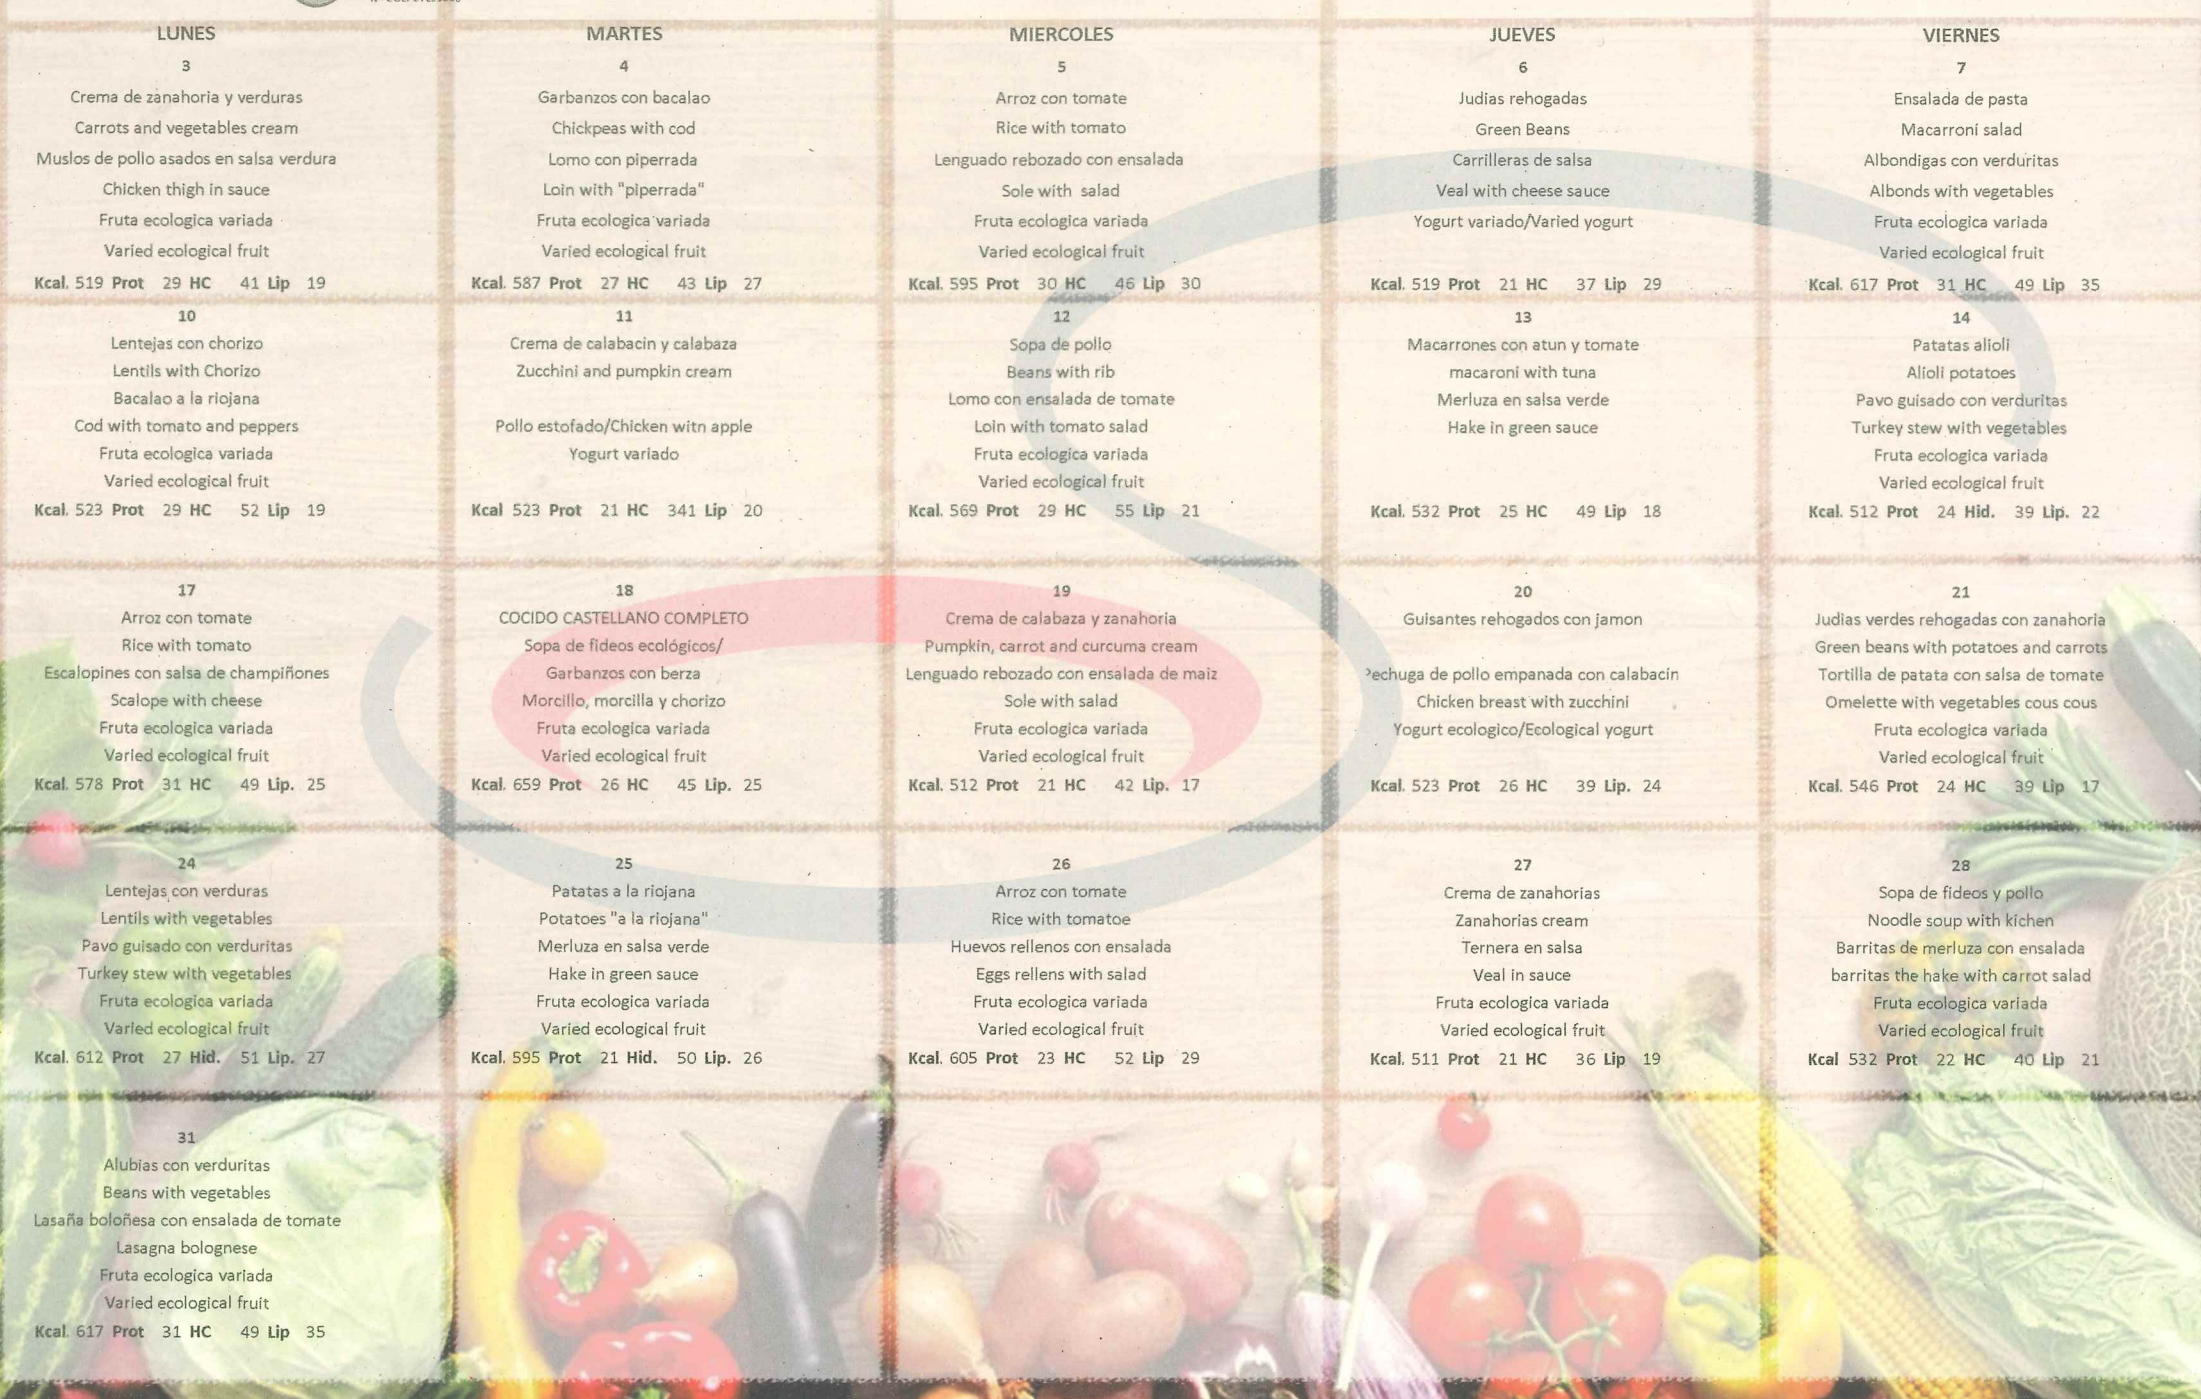 LUNES
3
Crema de zanahoria y verduras
Carrots and vegetables cream
Muslos de pollo asados en salsa verdura
Chicken thigh in sauce
Fruta ecologica variada
Varied ecological fruit
Kcal. 519 Prot 29 HC 41 Lip 19
MARTES
4
Garbanzos con bacalao
Chickpeas with cod
Lomo con piperrada
Loin with "piperrada"
Fruta ecologica variada
Varied ecological fruit
Kcal. 587 Prot 27 HC 43 Lip 27
MIERCOLES
5
Arroz con tomate
Rice with tomato
Lenguado rebozado con ensalada
Sole with salad
Fruta ecologica variada
Varied ecological fruit
Kcal. 595 Prot 30 HC 46 Lip 30
JUEVES
6
Judias rehogadas
Green Beans
Carrilleras de salsa
Veal with cheese sauce
Yogurt variado/Varied yogurt
Kcal. 519 Prot 21 HC 37 Lip 29
VIERNES
7
Ensalada de pasta
Macarroni salad
Albondigas con verduritas
Albonds with vegetables
Fruta ecologica variada
Varied ecological fruit
Kcal. 617 Prot 31 HC 49 Lip 35
10
Lentejas con chorizo
Lentils with Chorizo
Bacalao a la riojana
Cod with tomato and peppers
Fruta ecologica variada
Varied ecological fruit
Kcal. 523 Prot 29 HC 52 Lip 19
11
Crema de calabacin y calabaza
Zucchini and pumpkin cream
Pollo estofado/Chicken witn apple
Yogurt variado
Kcal 523 Prot 21 HC 341 Lip 20
12
Sopa de pollo
Beans with rib
Lomo con ensalada de tomate
Loin with tomato salad
Fruta ecologica variada
Varied ecological fruit
Kcal. 569 Prot 29 HC 55 Lip 21
13
Macarrones con atun y tomate
macaroni with tuna
Merluza en salsa verde
Hake in green sauce
Kcal. 532 Prot 25 HC 49 Lip 18
14
Patatas alioli
Alioli potatoes
Pavo guisado con verduritas
Turkey stew with vegetables
Fruta ecologica variada
Varied ecological fruit
Kcal. 512 Prot 24 Hid. 39 Lip. 22
17
Arroz con tomate
Rice with tomato
Escalopines con salsa de champiñones
Scalope with cheese
Fruta ecologica variada
Varied ecological fruit
Kcal. 578 Prot 31 HC 49 Lip. 25
18
COCIDO CASTELLANO COMPLETO
Sopa de fideos ecológicos/
Garbanzos con berza
Morcillo, morcilla y chorizo
Fruta ecologica variada
Varied ecological fruit
Kcal. 659 Prot 26 HC 45 Lip. 25
19
Crema de calabaza y zanahoria
Pumpkin, carrot and curcuma cream
Lenguado rebozado con ensalada de maiz
Sole with salad
Fruta ecologica variada
Varied ecological fruit
Kcal. 512 Prot 21 HC 42 Lip. 17
20
Guisantes rehogados con jamon
echuga de pollo empanada con calabacin
Chicken breast with zucchini
Yogurt ecologico/Ecological yogurt
Kcal. 523 Prot 26 HC 39 Lip. 24
21
Judias verdes rehogadas con zanahoria
Green beans with potatoes and carrots
Tortilla de patata con salsa de tomate
Omelette with vegetables cous cous
Fruta ecologica variada
Varied ecological fruit
Kcal. 546 Prot 24 HC 39 Lip 17
24
Lentejas con verduras
Lentils with vegetables
Pavo guisado con verduritas
Turkey stew with vegetables
Fruta ecologica variada
Varied ecological fruit
Kcal. 612 Prot 27 Hid. 51 Lip. 27
25
Patatas a la riojana
Potatoes "a la riojana"
Merluza en salsa verde
Hake in green sauce
Fruta ecologica variada
Varied ecological fruit
Kcal. 595 Prot 21 Hid. 50 Lip. 26
26
Arroz con tomate
Rice with tomatoe
Huevos rellenos con ensalada
Eggs rellens with salad
Fruta ecologica variada
Varied ecological fruit
Kcal. 605 Prot 23 HC 52 Lip 29
27
Crema de zanahorias
Zanahorias cream
Ternera en salsa
Veal in sauce
Fruta ecologica variada
Varied ecological fruit
Kcal. 511 Prot 21 HC 36 Lip 19
28
Sopa de fideos y pollo
Noodle soup with kichen
Barritas de merluza con ensalada
barritas the hake with carrot salad
Fruta ecologica variada
Varied ecological fruit
Kcal 532 Prot 22 HC 40 Lip 21
31
Alubias con verduritas
Beans with vegetables
Lasaña boloñesa con ensalada de tomate
Lasagna bolognese
Fruta ecologica variada
Varied ecological fruit
Kcal. 617 Prot 31 HC 49 Lip 35